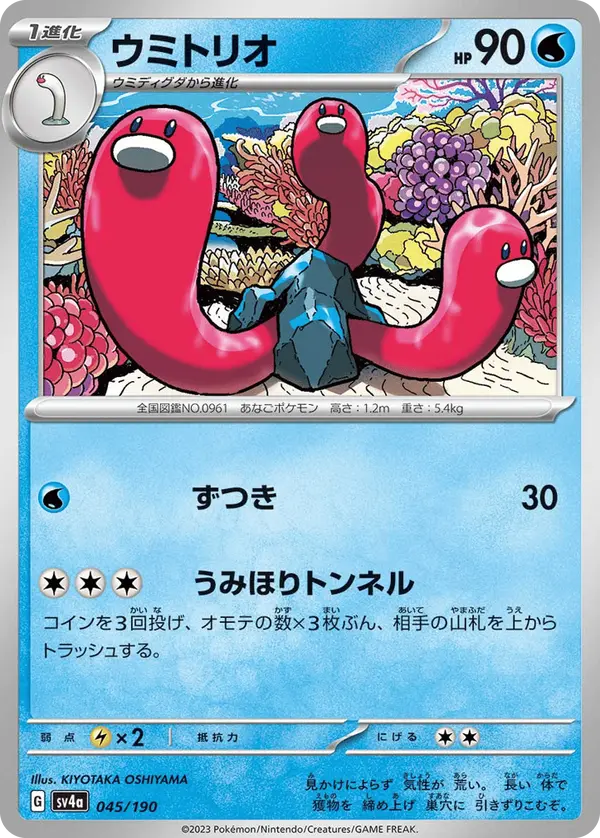 1進化
ウミトリオ
HP 90
ウミディグダから進化
全国図鑑NO.0961 あなごポケモン 高さ：1.2m 重さ：5.4kg
ずつき 30
うみほりトンネル
コインを3回投げ、オモテの数×3枚ぶん、相手の山札を上から
トラッシュする。
弱点 ×2 抵抗力 にげる
Illus. KIYOTAKA OSHIYAMA
G sv4a 045/190
見かけによらず 気性が 荒い。 長い 体で
獲物を 締め上げ 巣穴に 引きずりこむぞ。
©2023 Pokémon/Nintendo/Creatures/GAME FREAK.